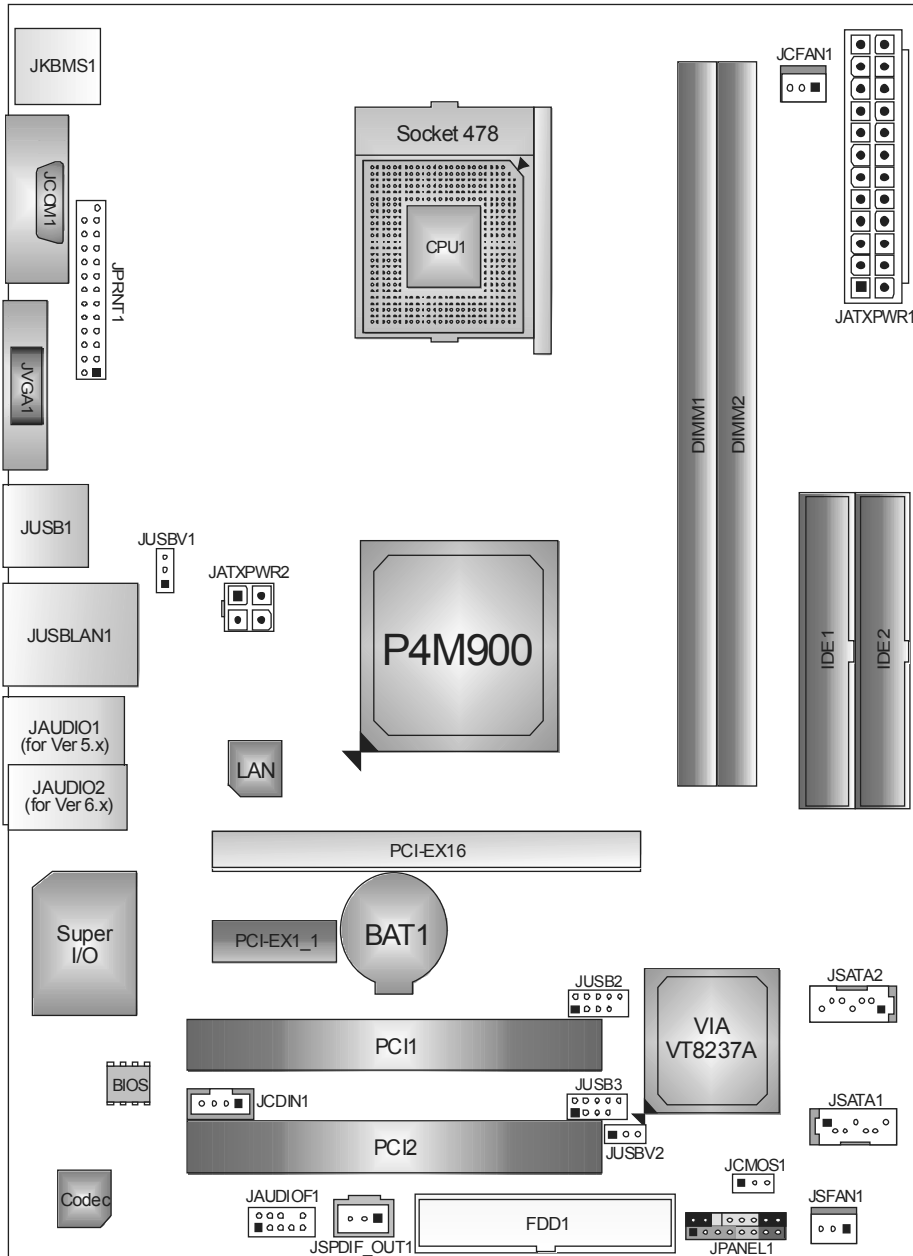 JKBMS1
JCFAN1
Socket 478
CPU1
JCOM1
JPRNT1
JATXPWR1
JVGA1
DIMM1
DIMM2
JUSB1
JUSBV1
JATXPWR2
JUSBLAN1
P4M900
IDE1
IDE2
JAUDIO1
(for Ver 5.x)
LAN
JAUDIO2
(for Ver 6.x)
PCI-EX16
Super
I/O
PCI-EX1_1
BAT1
JUSB2
JSATA2
VIA
VT8237A
PCI1
BIOS
JCDIN1
JUSB3
JSATA1
PCI2
JUSBV2
JCMOS1
Codec
JAUDIOF1
JSPDIF_OUT1
FDD1
JPANEL1
JSFAN1